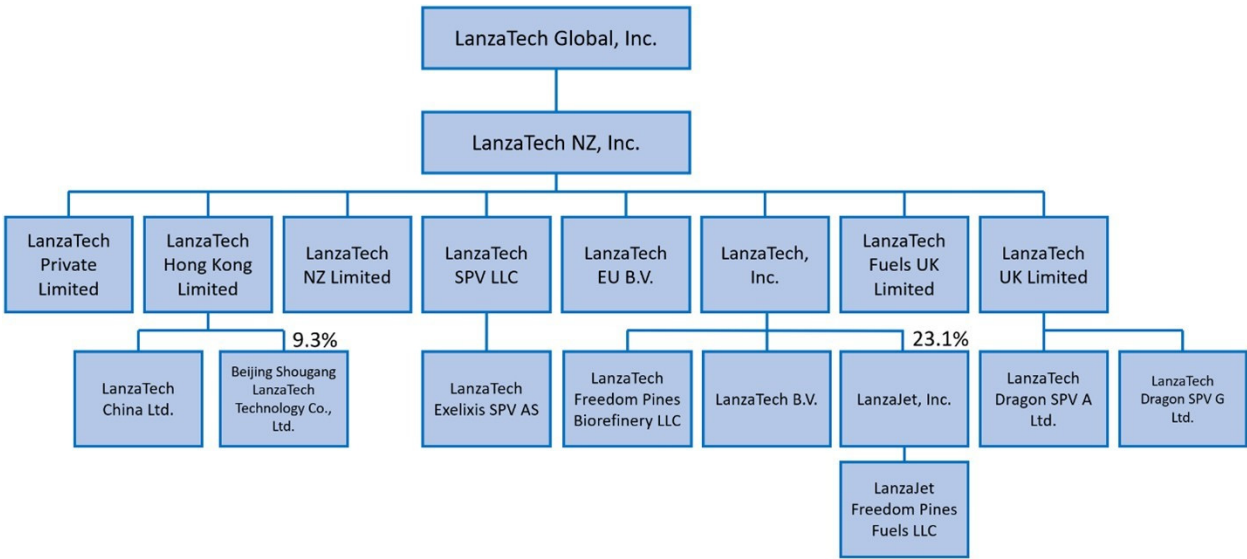 LanzaTech Global, Inc.
LanzaTech NZ, Inc.
LanzaTech
Private
Limited
LanzaTech
Hong Kong
Limited
LanzaTech
NZ Limited
LanzaTech
SPV LLC
LanzaTech
EU B.V.
LanzaTech,
Inc.
LanzaTech
Fuels UK
Limited
LanzaTech
UK Limited
9.3%
23.1%
LanzaTech
China Ltd.
Beijing Shougang
LanzaTech
Technology Co.,
Ltd.
LanzaTech
Exelixis SPV AS
LanzaTech
Freedom Pines
Biorefinery LLC
LanzaTech B.V.
LanzaJet, Inc.
LanzaTech
Dragon SPV A
Ltd.
LanzaTech
Dragon SPV G
Ltd.
LanzaJet
Freedom Pines
Fuels LLC